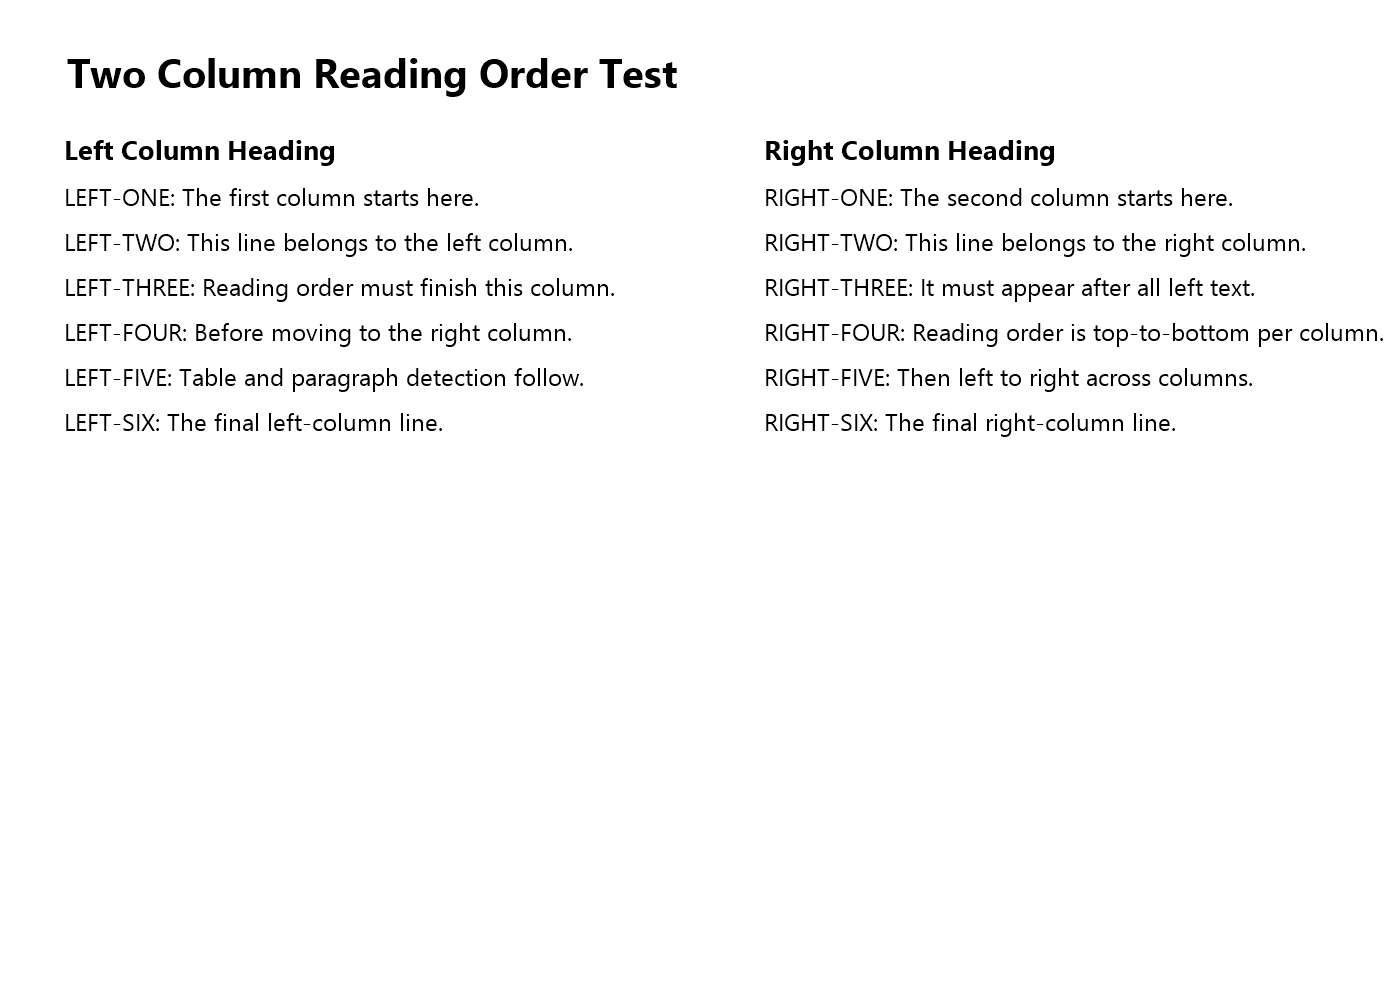 Two Column Reading Order Test
Left Column Heading
LEFT-ONE: The first column starts here.
LEFT-TWO: This line belongs to the left column.
LEFT-THREE: Reading order must finish this column.
LEFT-FOUR: Before moving to the right column.
LEFT-FIVE: Table and paragraph detection follow.
LEFT-SIX: The final left-column line.
Right Column Heading
RIGHT-ONE: The second column starts here.
RIGHT-TWO: This line belongs to the right column.
RIGHT-THREE: It must appear after all left text.
RIGHT-FOUR: Reading order is top-to-bottom per column.
RIGHT-FIVE: Then left to right across columns.
RIGHT-SIX: The final right-column line.